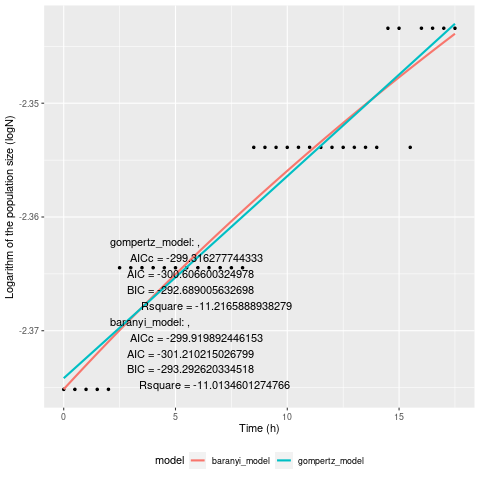 -2.35
-2.36
-2.37
Logarithm of the population size (logN)
gompertz_model: ,
AICc = -299.316277744333
AIC = -300.606600324978
BIC = -292.689005632698
Rsquare = -11.2165888938279
baranyi_model: ,
AICc = -299.919892446153
AIC = -301.210215026799
BIC = -293.292620334518
Rsquare = -11.0134601274766
0 5 10 15
Time (h)
model baranyi_model gompertz_model